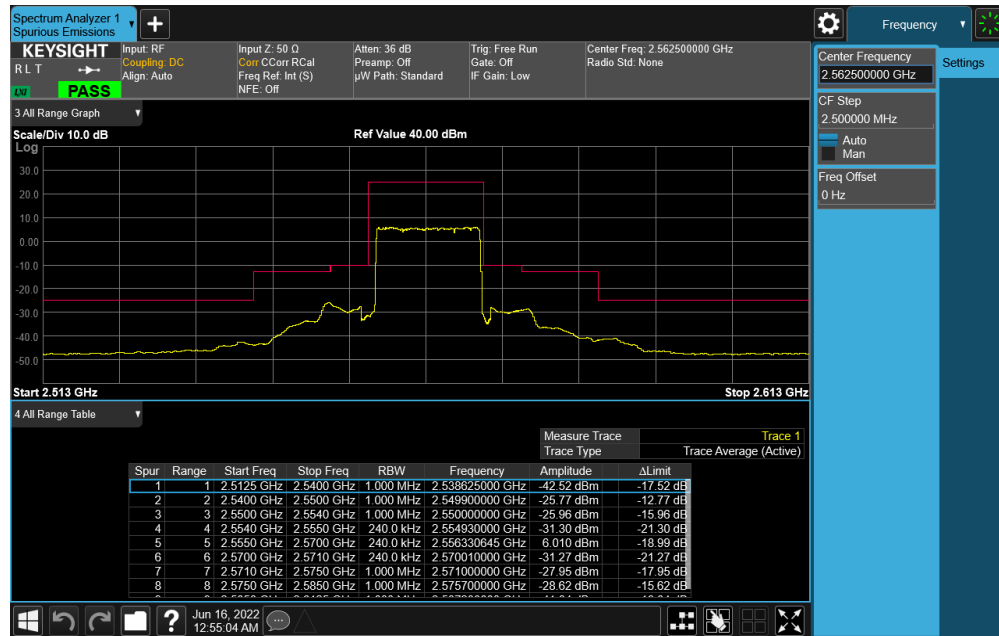 Spectrum Analyzer 1
Spurious Emissions
+
Frequency
KEYSIGHT
R L T
LXI
PASS
Input: RF
Coupling: DC
Align: Auto
Input Z: 50 Ω
Corr CCorr RCal
Freq Ref: Int (S)
NFE: Off
Atten: 36 dB
Preamp: Off
µW Path: Standard
Trig: Free Run
Gate: Off
IF Gain: Low
Center Freq: 2.562500000 GHz
Radio Std: None
Center Frequency
2.562500000 GHz
Settings
CF Step
2.500000 MHz
Auto
Man
Freq Offset
0 Hz
3 All Range Graph
Scale/Div 10.0 dB
Ref Value 40.00 dBm
Log
30.0
20.0
10.0
0.00
-10.0
-20.0
-30.0
-40.0
-50.0
Start 2.513 GHz
Stop 2.613 GHz
4 All Range Table
Measure Trace Trace 1
Trace Type Trace Average (Active)
Spur Range Start Freq Stop Freq RBW Frequency Amplitude ΔLimit
1 1 2.5125 GHz 2.5400 GHz 1.000 MHz 2.538625000 GHz -42.52 dBm -17.52 dB
2 2 2.5400 GHz 2.5500 GHz 1.000 MHz 2.549900000 GHz -25.77 dBm -12.77 dB
3 3 2.5500 GHz 2.5540 GHz 1.000 MHz 2.550000000 GHz -25.96 dBm -15.96 dB
4 4 2.5540 GHz 2.5550 GHz 240.0 kHz 2.554930000 GHz -31.30 dBm -21.30 dB
5 5 2.5550 GHz 2.5700 GHz 240.0 kHz 2.556330645 GHz 6.010 dBm -18.99 dB
6 6 2.5700 GHz 2.5710 GHz 240.0 kHz 2.570010000 GHz -31.27 dBm -21.27 dB
7 7 2.5710 GHz 2.5750 GHz 1.000 MHz 2.571000000 GHz -27.95 dBm -17.95 dB
8 8 2.5750 GHz 2.5850 GHz 1.000 MHz 2.575700000 GHz -28.62 dBm -15.62 dB
?
Jun 16, 2022
12:55:04 AM